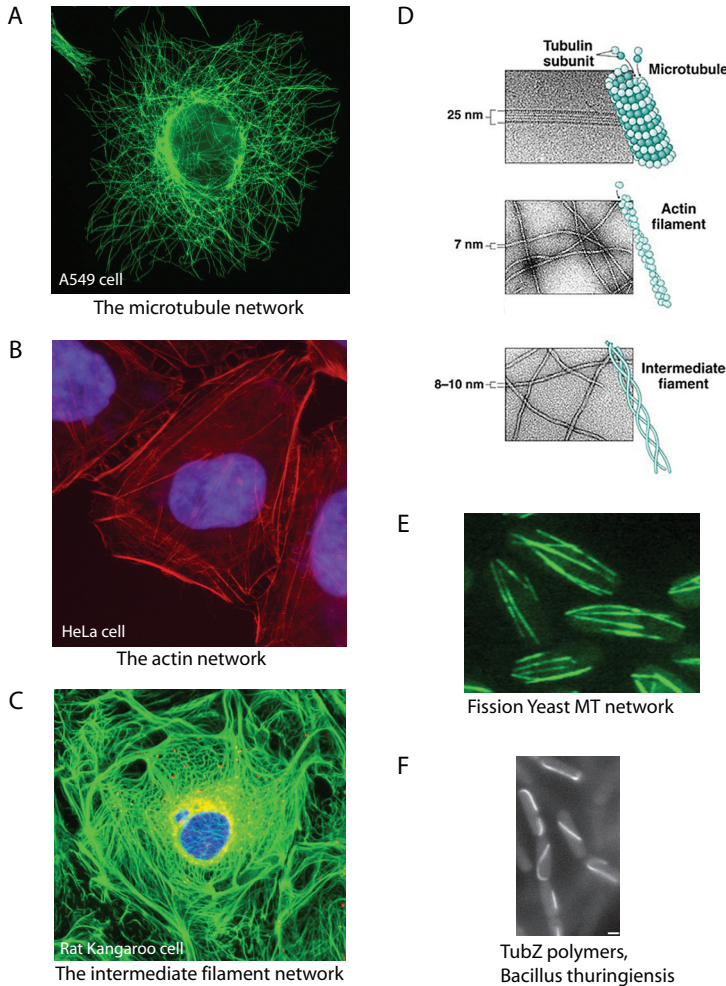 A
A549 cell
The microtubule network
B
HeLa cell
The actin network
C
Rat Kangaroo cell
The intermediate filament network
D
Tubulin
subunit
Microtubule
25 nm
Actin
filament
7 nm
Intermediate
fiament
8–10 nm
E
Fission Yeast MT network
F
TubZ polymers,
Bacillus thuringiensis